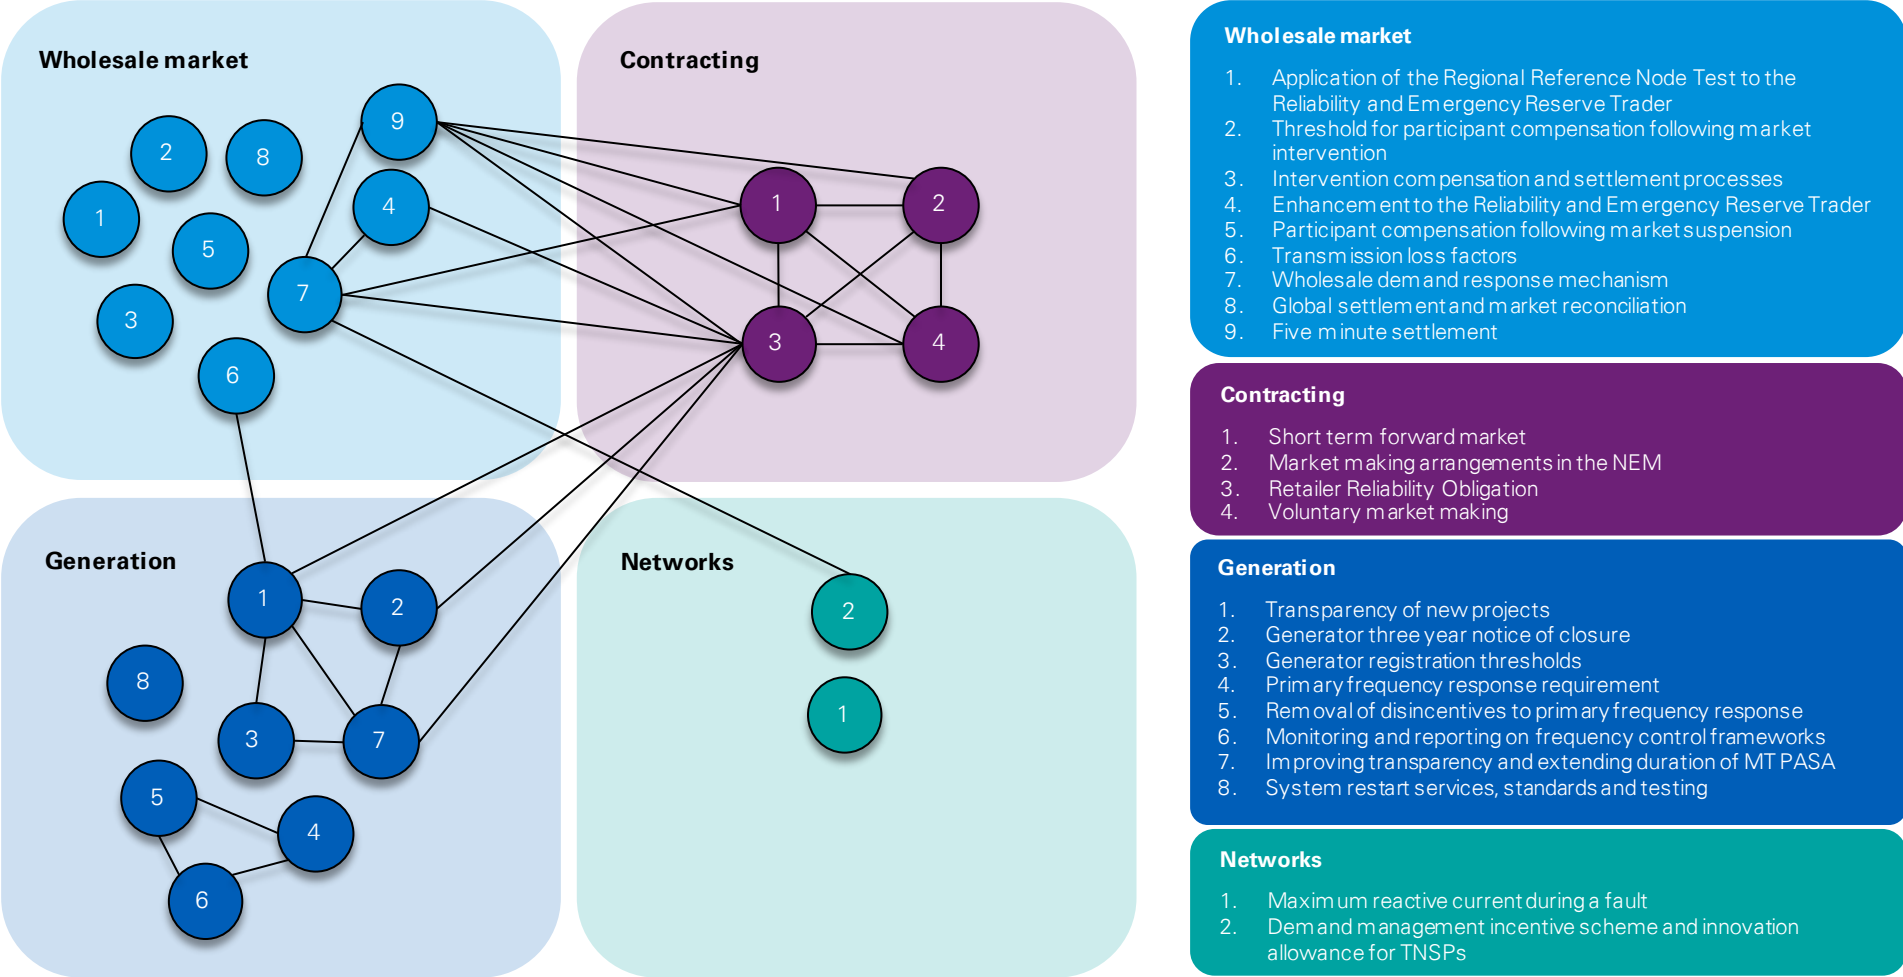 Wholesale market
9
2
8
4
1
5
7
3
6
Contracting
1
2
3
4
Generation
1
2
8
3
7
5
4
6
Networks
2
1
Wholesale market
1. Application of the Regional Reference Node Test to the
Reliability and Emergency Reserve Trader
2. Threshold for participant compensation following market
intervention
3. Intervention compensation and settlement processes
4. Enhancement to the Reliability and Emergency Reserve Trader
5. Participant compensation following market suspension
6. Transmission loss factors
7. Wholesale demand response mechanism
8. Global settlement and market reconciliation
9. Five minute settlement
Contracting
1. Short term forward market
2. Market making arrangements in the NEM
3. Retailer Reliability Obligation
4. Voluntary market making
Generation
1. Transparency of new projects
2. Generator three year notice of closure
3. Generator registration thresholds
4. Primary frequency response requirement
5. Removal of disincentives to primary frequency response
6. Monitoring and reporting on frequency control frameworks
7. Improving transparency and extending duration of MT PASA
8. System restart services, standards and testing
Networks
1. Maximum reactive current during a fault
2. Demand management incentive scheme and innovation
allowance for TNSPs